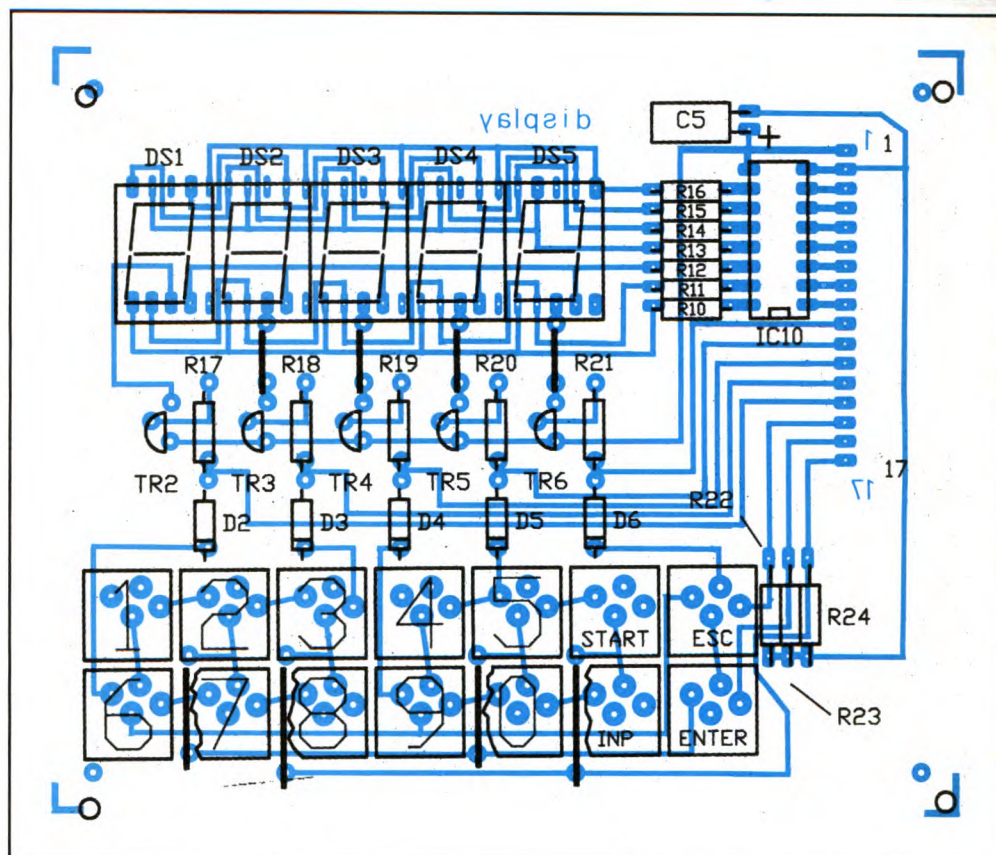 display
C5
+
1 1
DS1 DS2 DS3 DS4 DS5
R16
R15
R14
R13
R12
R11
R10
IC10
R17 R18 R19 R20 R21
TR2 TR3 TR4 TR5 TR6
17
17
R22
D2 D3 D4 D5 D6
1 2 3 4 5 START ESC
R24
6 7 8 9 0 INP ENTER
R23